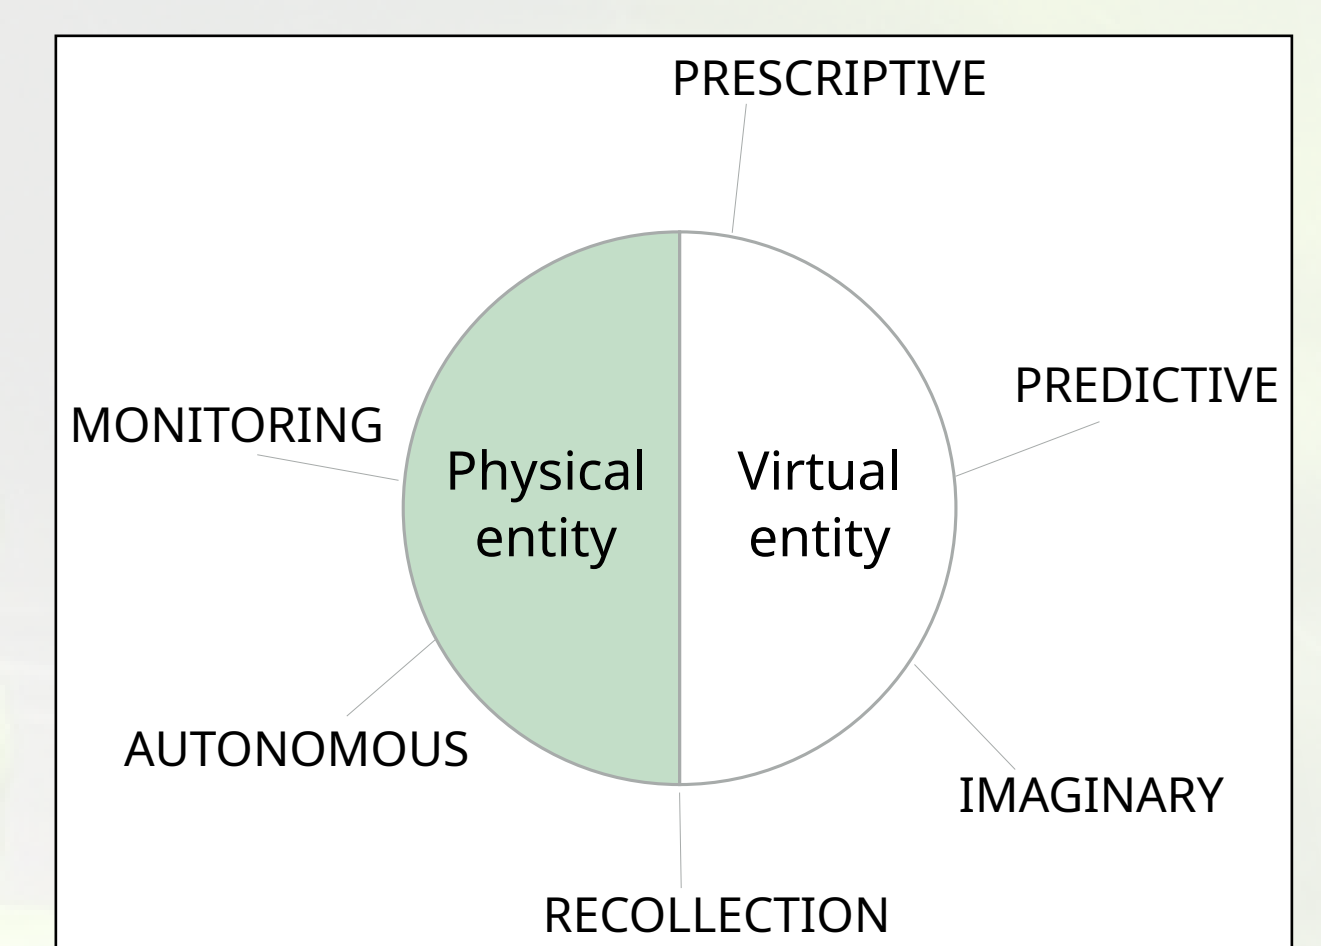 PRESCRIPTIVE
PREDICTIVE
MONITORING
Physical
entity
Virtual
entity
AUTONOMOUS
IMAGINARY
RECOLLECTION